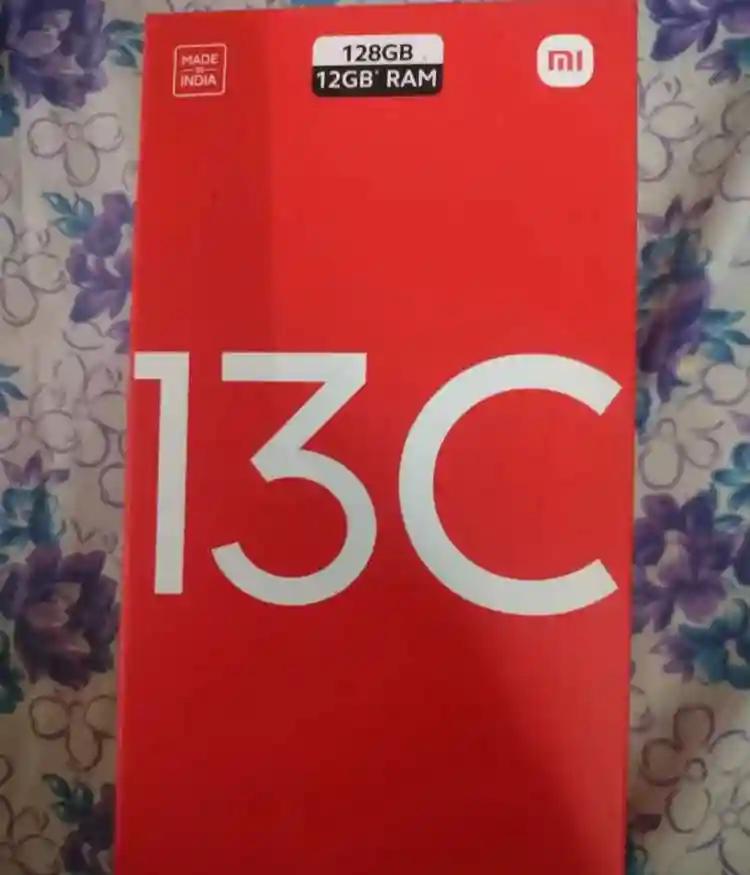 MADE
IN
INDIA
128GB
12GB* RAM
mi
13C